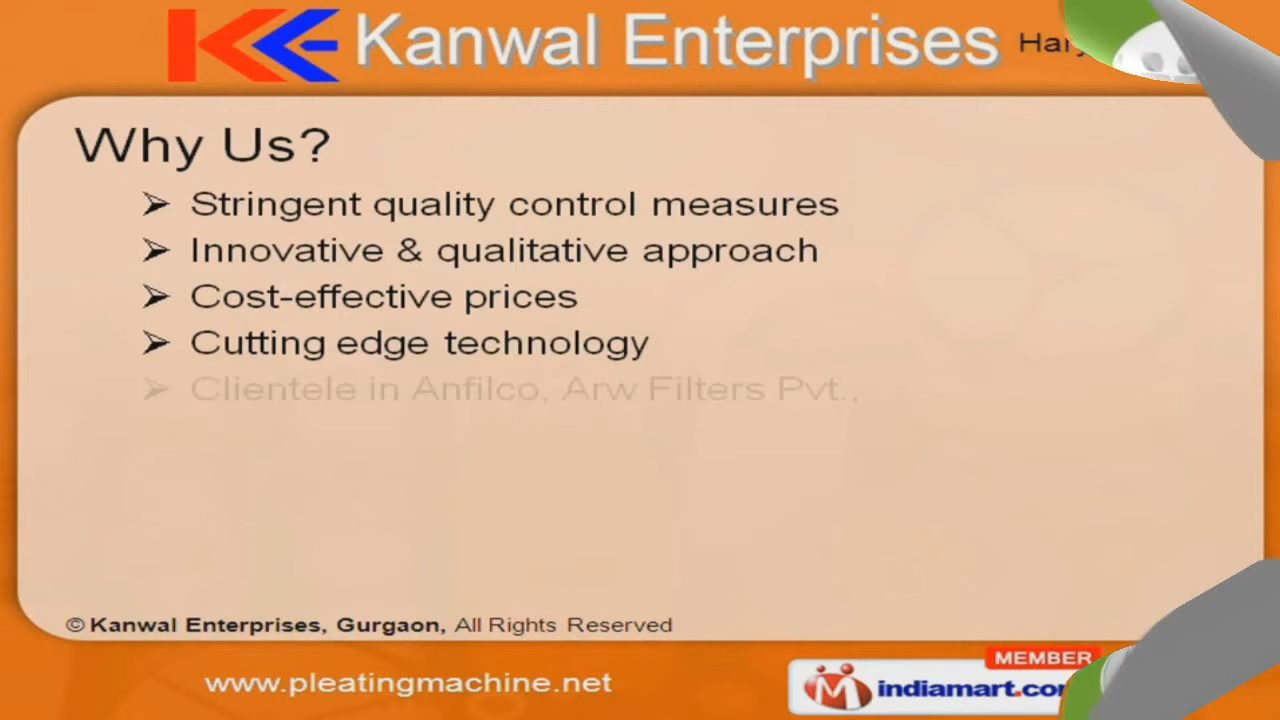 Kanwal Enterprises
Why Us?
➢ Stringent quality control measures
➢ Innovative & qualitative approach
➢ Cost-effective prices
➢ Cutting edge technology
➢ Clientele in Anfilco, Arw Filters Pvt.,
© Kanwal Enterprises, Gurgaon, All Rights Reserved
MEMBER
www.pleatingmachine.net